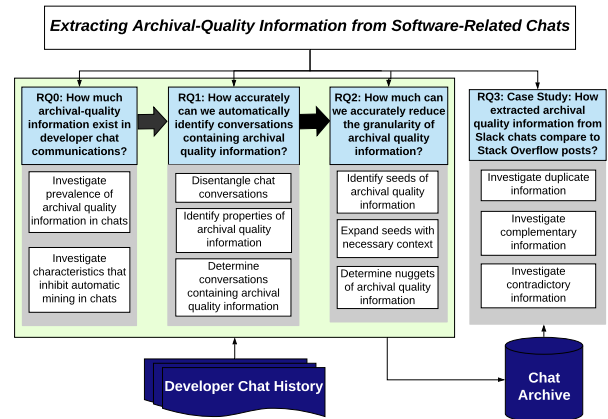 Extracting Archival-Quality Information from Software-Related Chats
RQ0: How much
archival-quality
information exist in
developer chat
communications?
Investigate
prevalence of
archival quality
information in chats
Investigate
characteristics that
inhibit automatic
mining in chats
RQ1: How accurately
can we automatically
identify conversations
containing archival
quality information?
Disentangle chat
conversations
Identify properties of
archival quality
information
Determine
conversations
containing archival
quality information
RQ2: How much can
we accurately reduce
the granularity of
archival quality
information?
Identify seeds of
archival quality
information
Expand seeds with
necessary context
Determine nuggets
of archival quality
information
RQ3: Case Study: How
extracted archival
quality information from
Slack chats compare to
Stack Overflow posts?
Investigate duplicate
information
Investigate
complementary
information
Investigate
contradictory
information
Developer Chat History
Chat
Archive